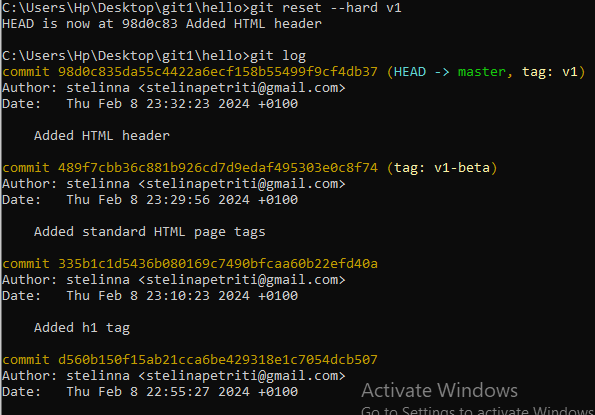 C:\Users\Hp\Desktop\git1\hello>git reset --hard v1
HEAD is now at 98d0c83 Added HTML header
C:\Users\Hp\Desktop\git1\hello>git log
commit 98d0c835da55c4422a6ecf158b55499f9cf4db37 (HEAD -> master, tag: v1)
Author: stelinna <stelinapetriti@gmail.com>
Date:   Thu Feb 8 23:32:23 2024 +0100
    Added HTML header
commit 489f7cbb36c881b926cd7d9edaf495303e0c8f74 (tag: v1-beta)
Author: stelinna <stelinapetriti@gmail.com>
Date:   Thu Feb 8 23:29:56 2024 +0100
    Added standard HTML page tags
commit 335b1c1d5436b080169c7490bfcaa60b22efd40a
Author: stelinna <stelinapetriti@gmail.com>
Date:   Thu Feb 8 23:10:23 2024 +0100
    Added h1 tag
commit d560b150f15ab21cca6be429318e1c7054dcb507
Author: stelinna <stelinapetriti@gmail.com>
Date:   Thu Feb 8 22:55:27 2024 +0100
Activate Windows
Go to Settings to activate Windows